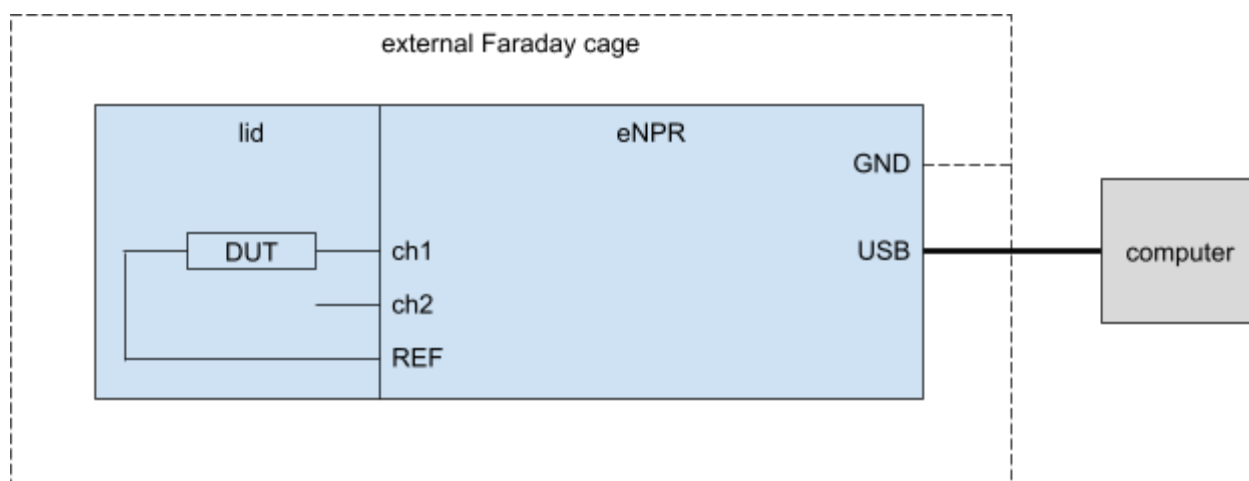 external Faraday cage
lid
eNPR
GND
DUT
ch1
USB
computer
ch2
REF